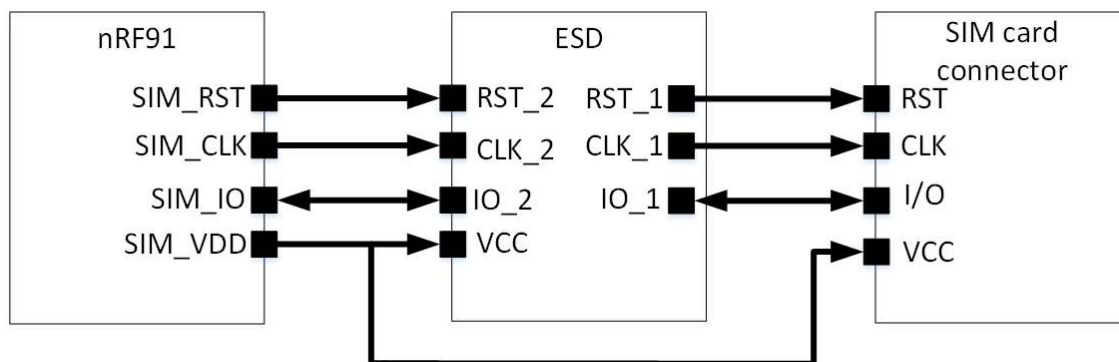 nRF91
SIM_RST
SIM_CLK
SIM_IO
SIM_VDD
ESD
RST_2
CLK_2
IO_2
VCC
RST_1
CLK_1
IO_1
SIM card
connector
RST
CLK
I/O
VCC